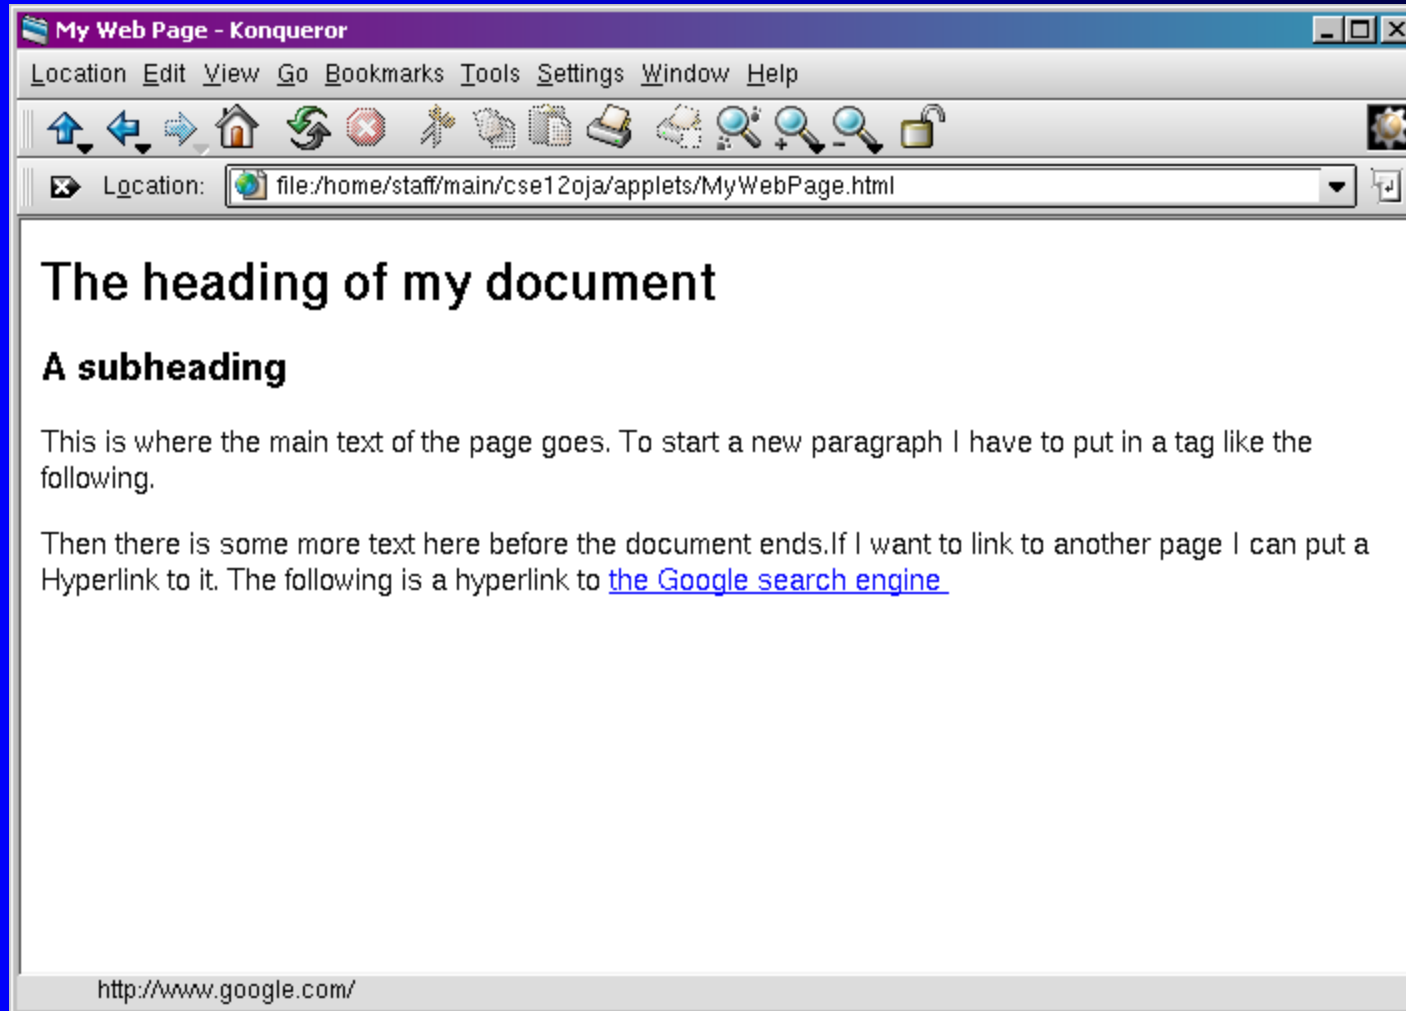 My Web Page - Konqueror
Location Edit View Go Bookmarks Tools Settings Window Help
Location: file:/home/staff/main/cse12oja/applets/MyWebPage.html
The heading of my document
A subheading
This is where the main text of the page goes. To start a new paragraph I have to put in a tag like the
following.
Then there is some more text here before the document ends.If I want to link to another page I can put a
Hyperlink to it. The following is a hyperlink to the Google search engine
http://www.google.com/